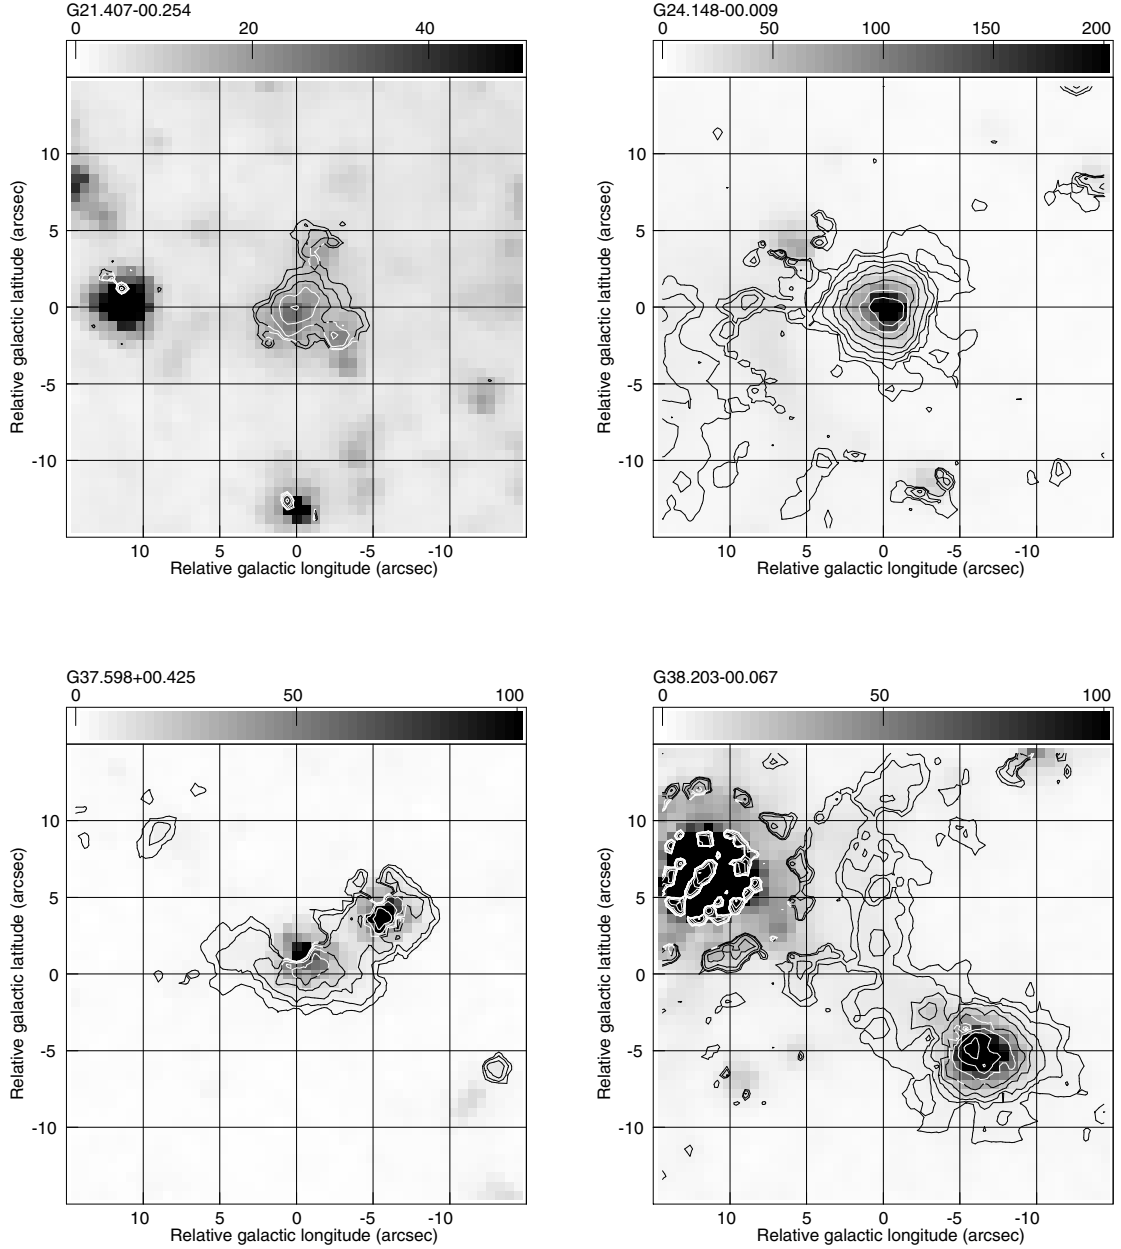 G21.407-00.254
0 20 40
10
5
0
-5
-10
Relative galactic latitude (arcsec)
10 5 0 -5 -10
Relative galactic longitude (arcsec)
G24.148-00.009
0 50 100 150 200
10
5
0
-5
-10
Relative galactic latitude (arcsec)
10 5 0 -5 -10
Relative galactic longitude (arcsec)
G37.598+00.425
0 50 100
10
5
0
-5
-10
Relative galactic latitude (arcsec)
10 5 0 -5 -10
Relative galactic longitude (arcsec)
G38.203-00.067
0 50 100
10
5
0
-5
-10
Relative galactic latitude (arcsec)
10 5 0 -5 -10
Relative galactic longitude (arcsec)